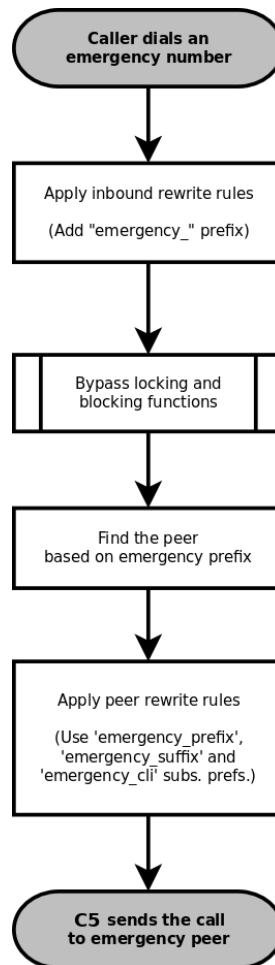 Caller dials an
emergency number
Apply inbound rewrite rules
(Add "emergency_" prefix)
Bypass locking and
blocking functions
Find the peer
based on emergency prefix
Apply peer rewrite rules
(Use 'emergency_prefix',
'emergency_suffix' and
'emergency_cli' subs. prefs.)
C5 sends the call
to emergency peer